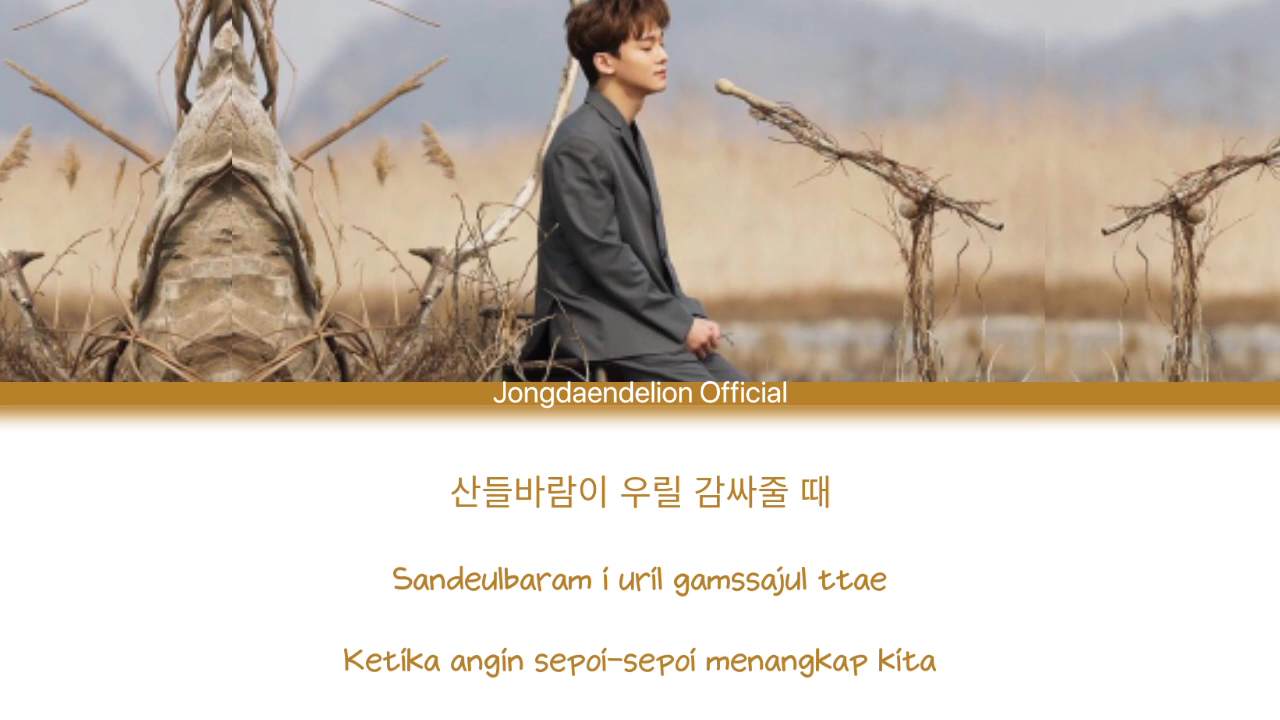 Jongdaendelion Official
산들바람이 우릴 감싸줄 때
Sandeulbaram i uril gamssajul ttae
Ketika angin sepoi-sepoi menangkap kita